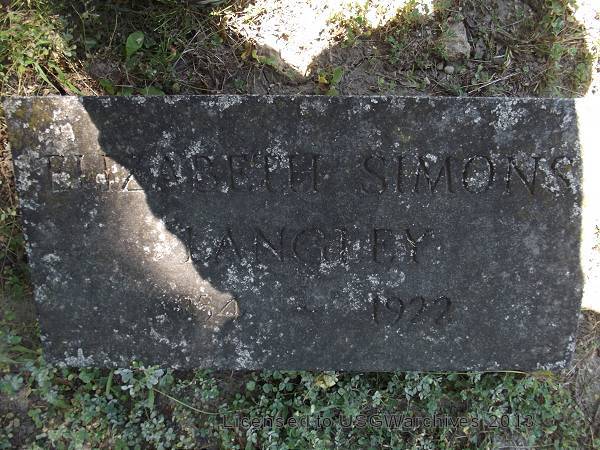 ELIZABETH SIMONS
LANGLEY
- 1922
Licensed to USGWarchives 2013